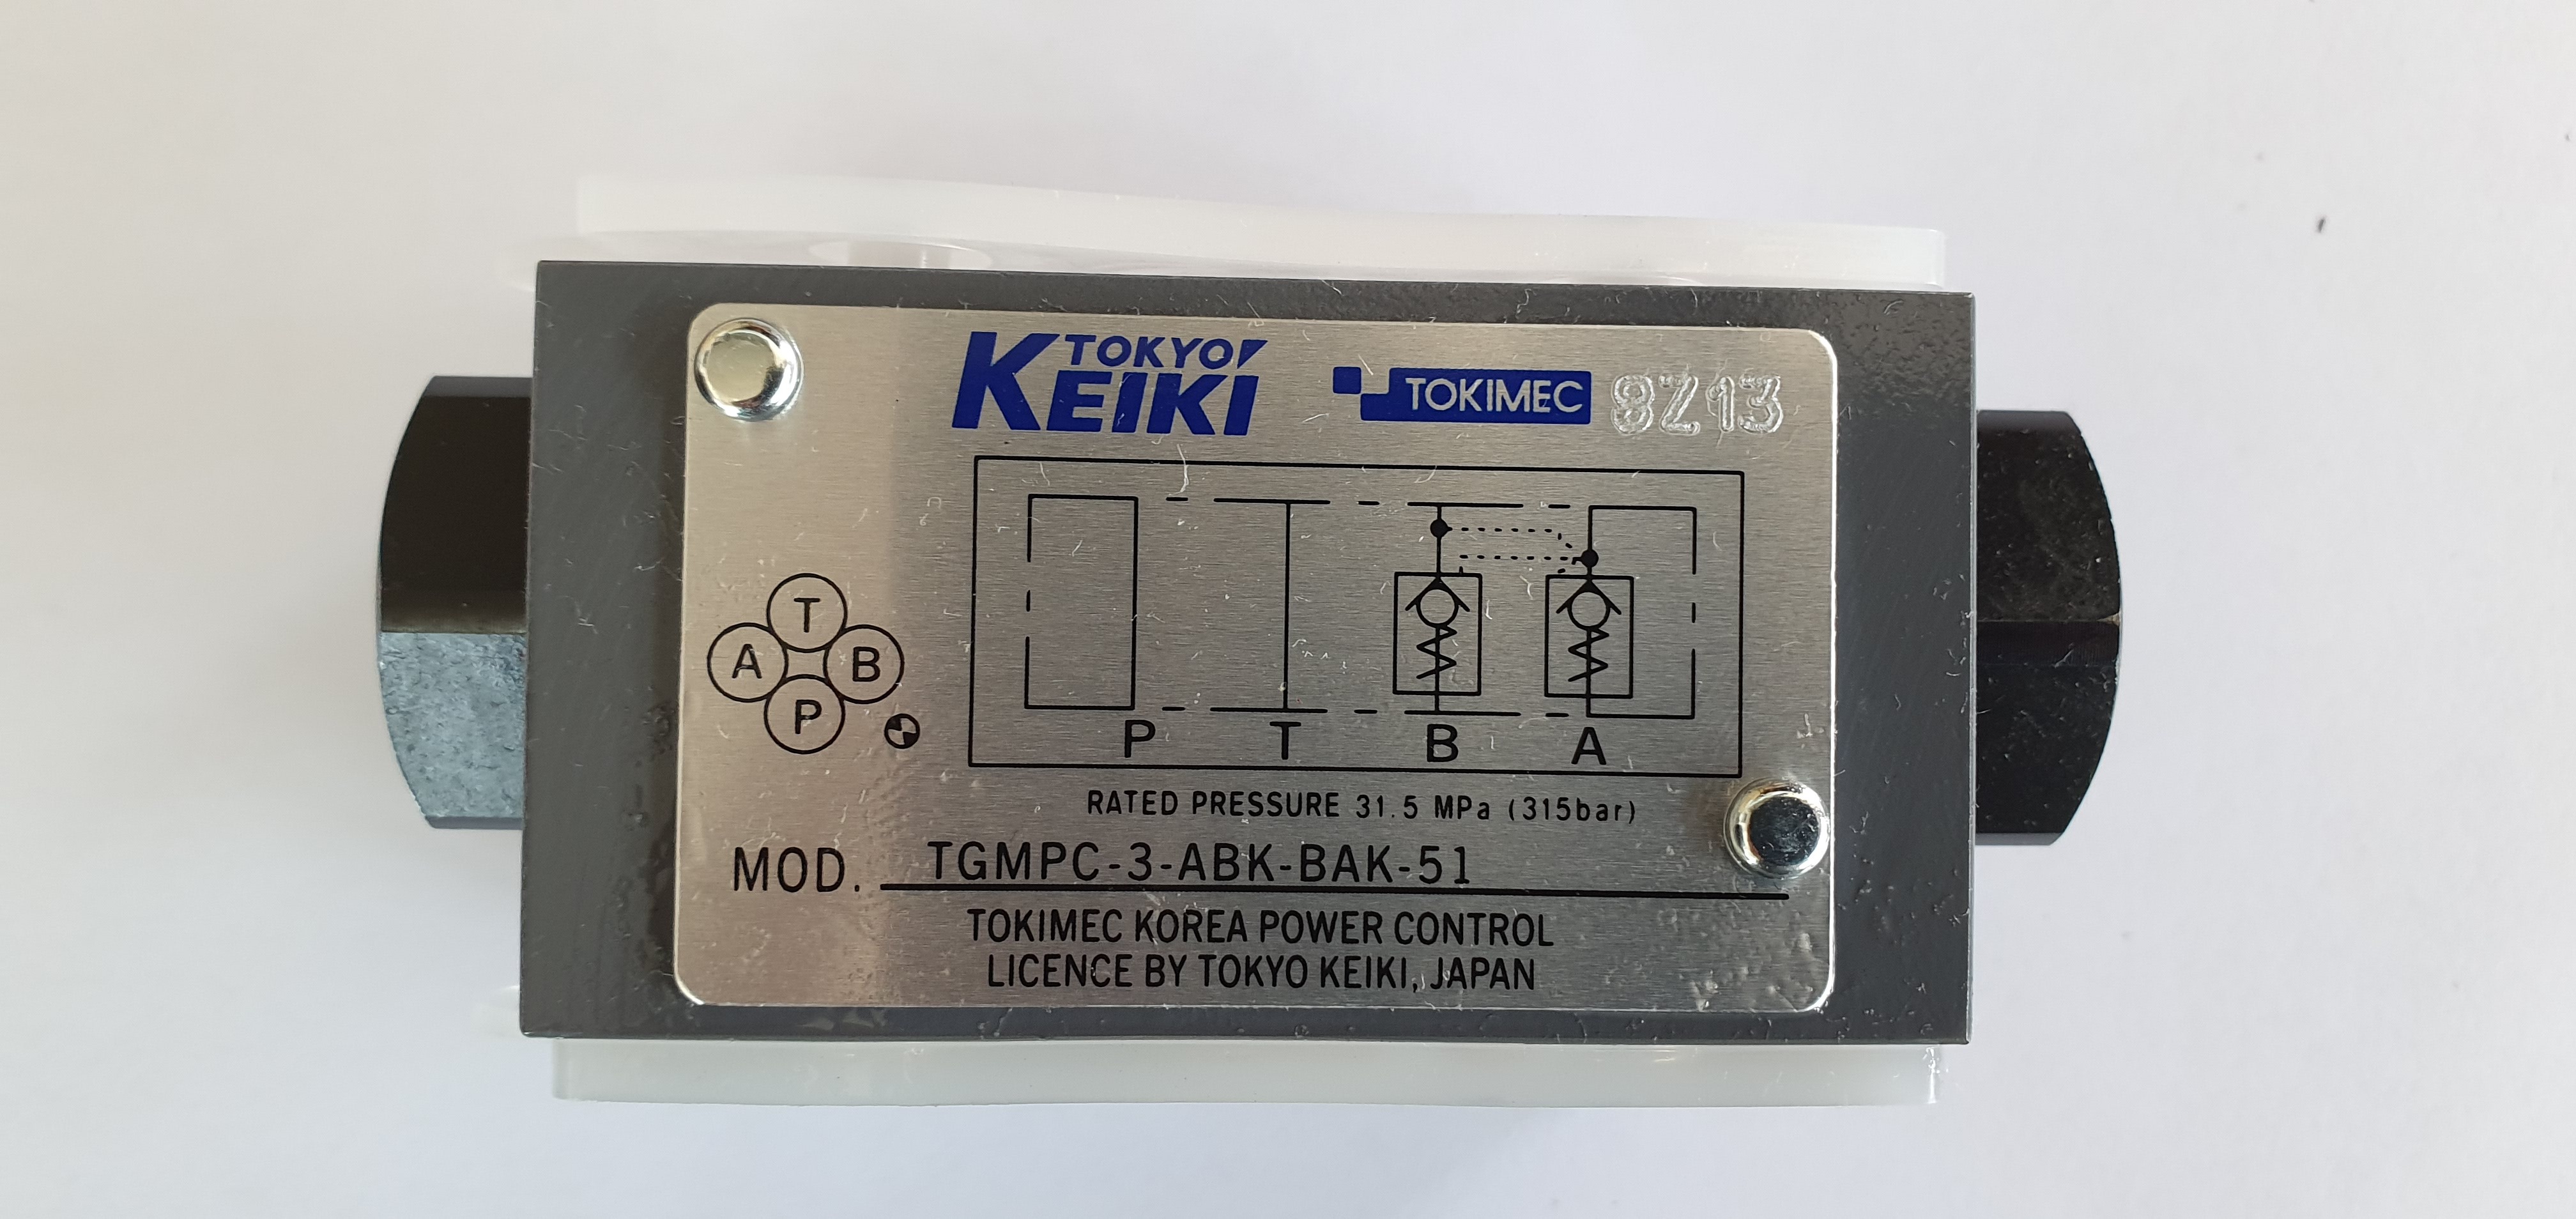 TOKYO
KEIKI
TOKIMEC 8Z13
T
A B
P
P T B A
RATED PRESSURE 31.5 MPa (315bar)
MOD. TGMPC-3-ABK-BAK-51
TOKIMEC KOREA POWER CONTROL
LICENCE BY TOKYO KEIKI, JAPAN